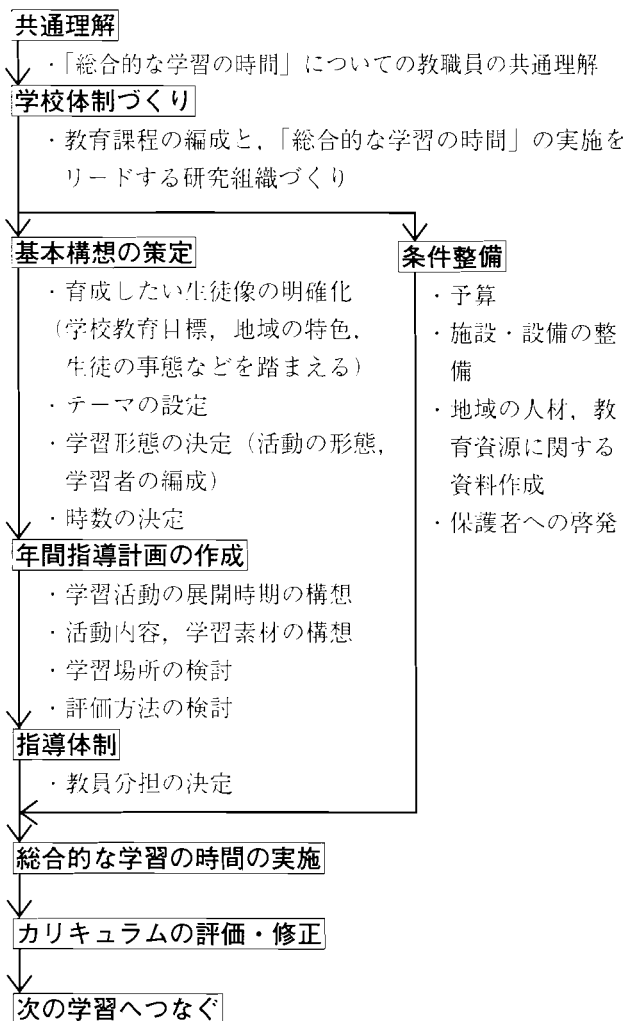 共通理解
・「総合的な学習の時間」についての教職員の共通理解
学校体制づくり
・教育課程の編成と,「総合的な学習の時間」の実施を
リードする研究組織づくり
基本構想の策定
・育成したい生徒像の明確化
(学校教育目標, 地域の特色,
生徒の事態などを踏まえる)
・テーマの設定
・学習形態の決定(活動の形態,
学習者の編成)
・時数の決定
条件整備
・予算
・施設・設備の整
備
・地域の人材, 教
育資源に関する
資料作成
・保護者への啓発
年間指導計画の作成
・学習活動の展開時期の構想
・活動内容, 学習素材の構想
・学習場所の検討
・評価方法の検討
指導体制
・教員分担の決定
総合的な学習の時間の実施
カリキュラムの評価・修正
次の学習へつなぐ